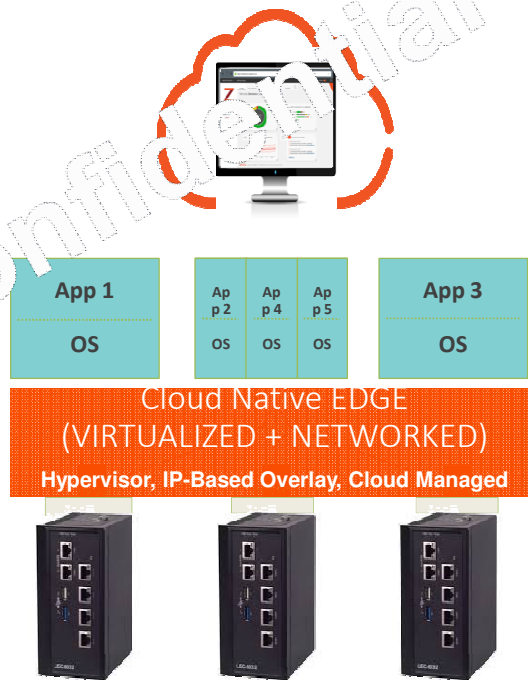 Confidential
App 1
OS
Ap
p 2
OS
Ap
p 4
OS
Ap
p 5
OS
App 3
OS
Cloud Native EDGE
(VIRTUALIZED + NETWORKED)
Hypervisor, IP-Based Overlay, Cloud Managed